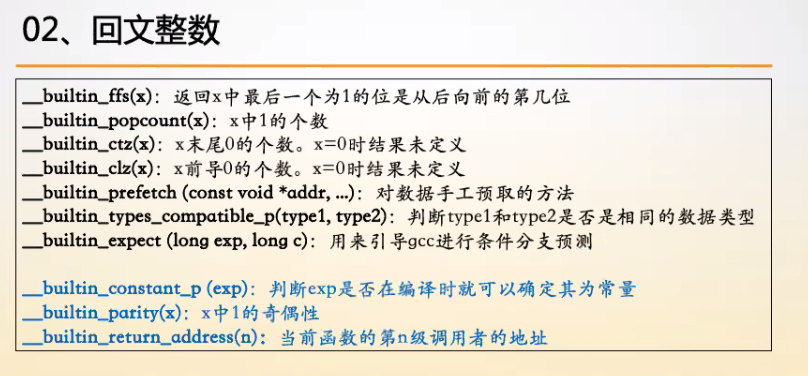 02、回文整数
__builtin_ffs(x)：返回x中最后一个为1的位是从后向前的第几位
__builtin_popcount(x)：x中1的个数
__builtin_ctz(x)：x末尾0的个数。x=0时结果未定义
__builtin_clz(x)：x前导0的个数。x=0时结果未定义
__builtin_prefetch (const void *addr, ...)：对数据手工预取的方法
__builtin_types_compatible_p(type1, type2)：判断type1和type2是否是相同的数据类型
__builtin_expect (long exp, long c)：用来引导gcc进行条件分支预测
__builtin_constant_p (exp)：判断exp是否在编译时就可以确定其为常量
__builtin_parity(x)：x中1的奇偶性
__builtin_return_address(n)：当前函数的第n级调用者的地址